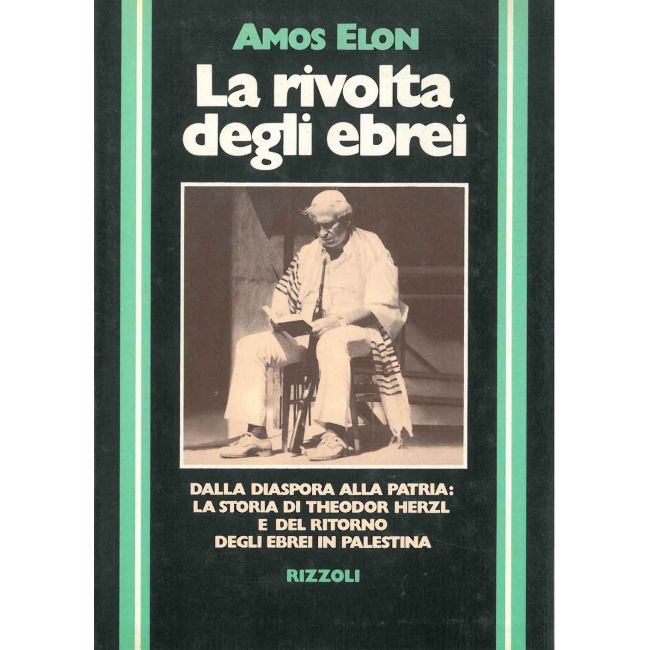 AMOS ELON
La rivolta
degli ebrei
DALLA DIASPORA ALLA PATRIA:
LA STORIA DI THEODOR HERZL
E DEL RITORNO
DEGLI EBREI IN PALESTINA
RIZZOLI